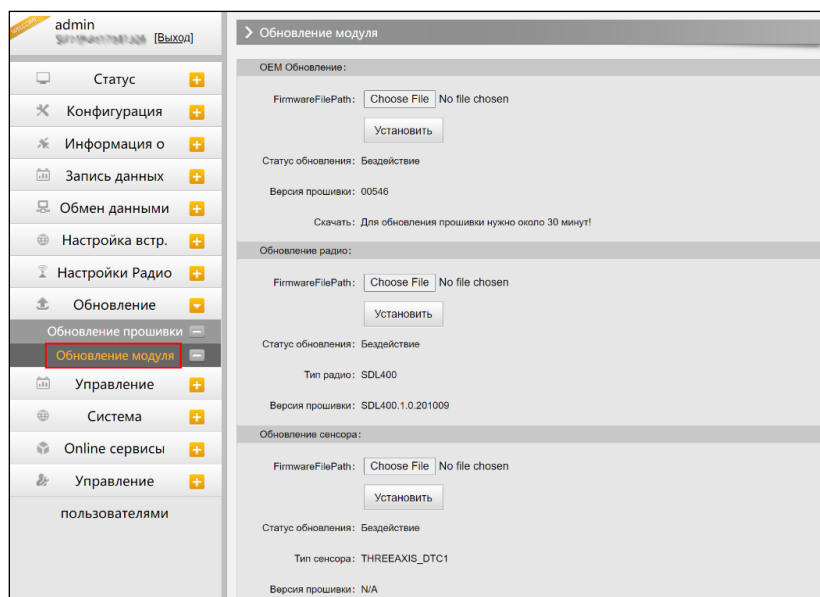 WELCOME
admin
[Выход]
Статус
Конфигурация
Информация о
Запись данных
Обмен данными
Настройка встр.
Настройки Радио
Обновление
Обновление прошивки
Обновление модуля
Управление
Система
Online сервисы
Управление
пользователями
Обновление модуля
OEM Обновление:
FirmwareFilePath: Choose File No file chosen
Установить
Статус обновления: Бездействие
Версия прошивки: 00546
Скачать: Для обновления прошивки нужно около 30 минут!
Обновление радио:
FirmwareFilePath: Choose File No file chosen
Установить
Статус обновления: Бездействие
Тип радио: SDL400
Версия прошивки: SDL400.1.0.201009
Обновление сенсора:
FirmwareFilePath: Choose File No file chosen
Установить
Статус обновления: Бездействие
Тип сенсора: THREEAXIS_DTC1
Версия прошивки: N/A